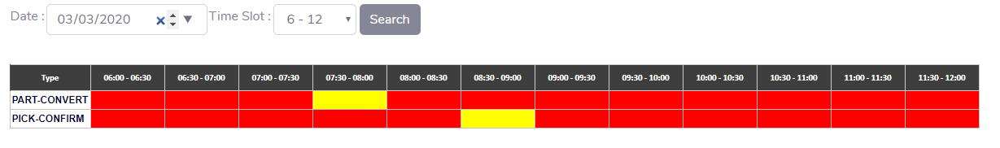 Date : 03/03/2020 Time Slot : 6 - 12 Search
Type 06:00 - 06:30 06:30 - 07:00 07:00 - 07:30 07:30 - 08:00 08:00 - 08:30 08:30 - 09:00 09:00 - 09:30 09:30 - 10:00 10:00 - 10:30 10:30 - 11:00 11:00 - 11:30 11:30 - 12:00
PART-CONVERT
PICK-CONFIRM